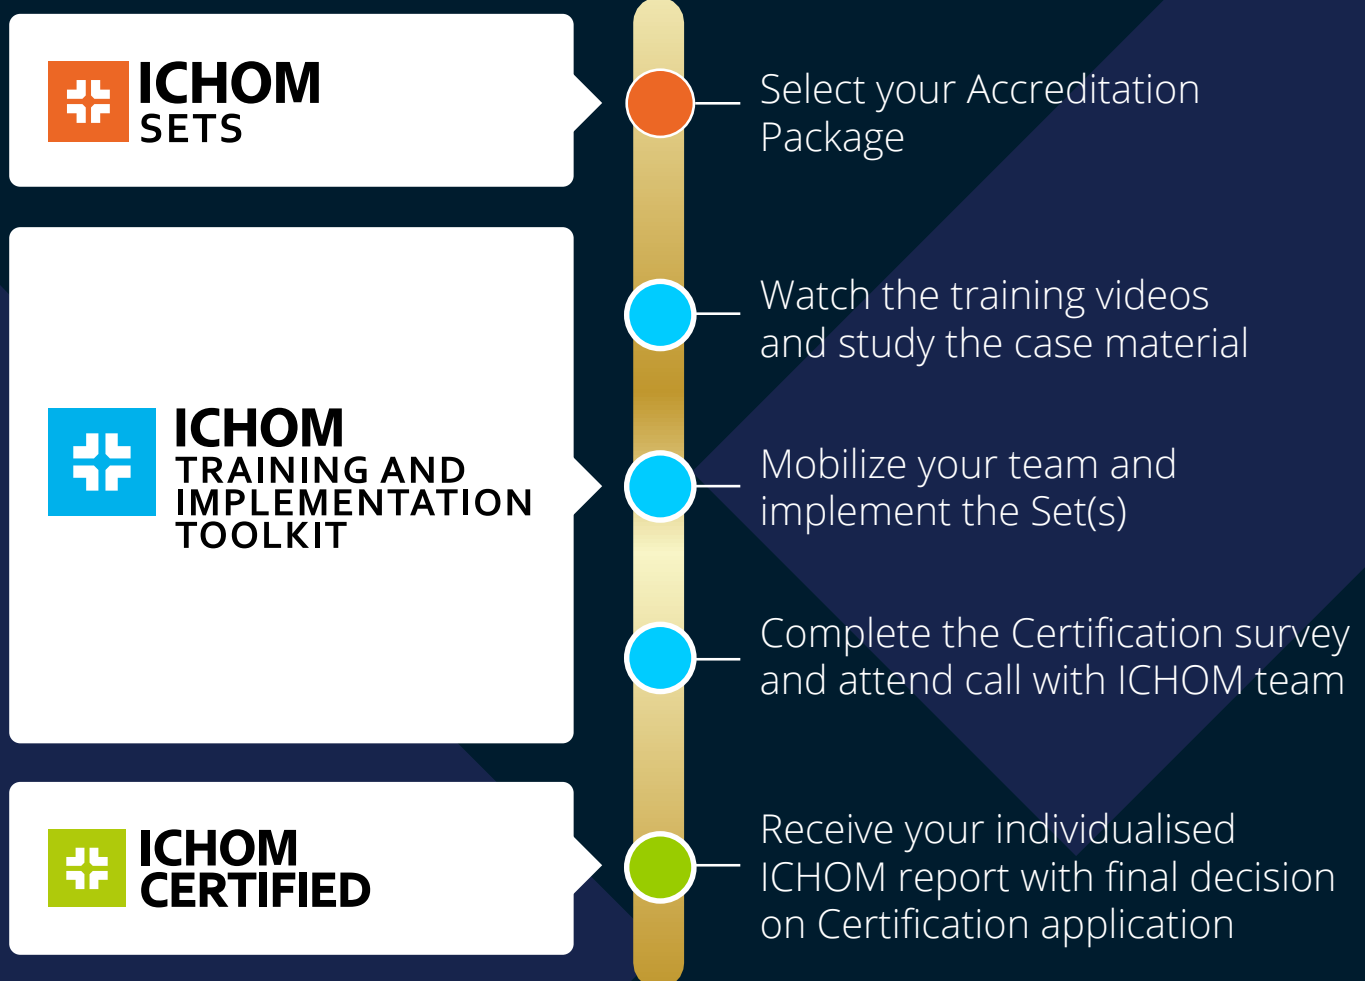 ICHOM
SETS
Select your Accreditation
Package
ICHOM
TRAINING AND
IMPLEMENTATION
TOOLKIT
Watch the training videos
and study the case material
Mobilize your team and
implement the Set(s)
Complete the Certification survey
and attend call with ICHOM team
ICHOM
CERTIFIED
Receive your individualised
ICHOM report with final decision
on Certification application